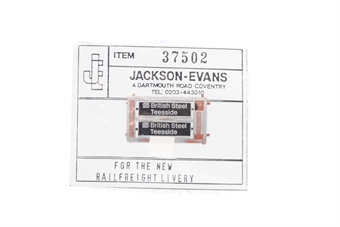 JE
ITEM 37502
JACKSON-EVANS
4 DARTMOUTH ROAD COVENTRY
TEL. 0203-443010
British Steel
Teesside
British Steel
Teesside
FOR THE NEW
RAILFREIGHT LIVERY